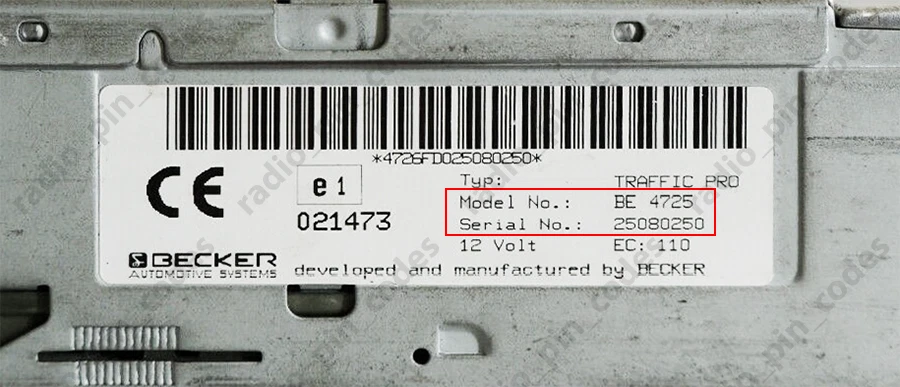 *4726FD025080250*
CE
e1
021473
Typ: TRAFFIC PRO
Model No.: BE 4725
Serial No.: 25080250
12 Volt EC: 110
BECKER
AUTOMOTIVE SYSTEMS
developed and manufactured by BECKER
radio_pin_codes